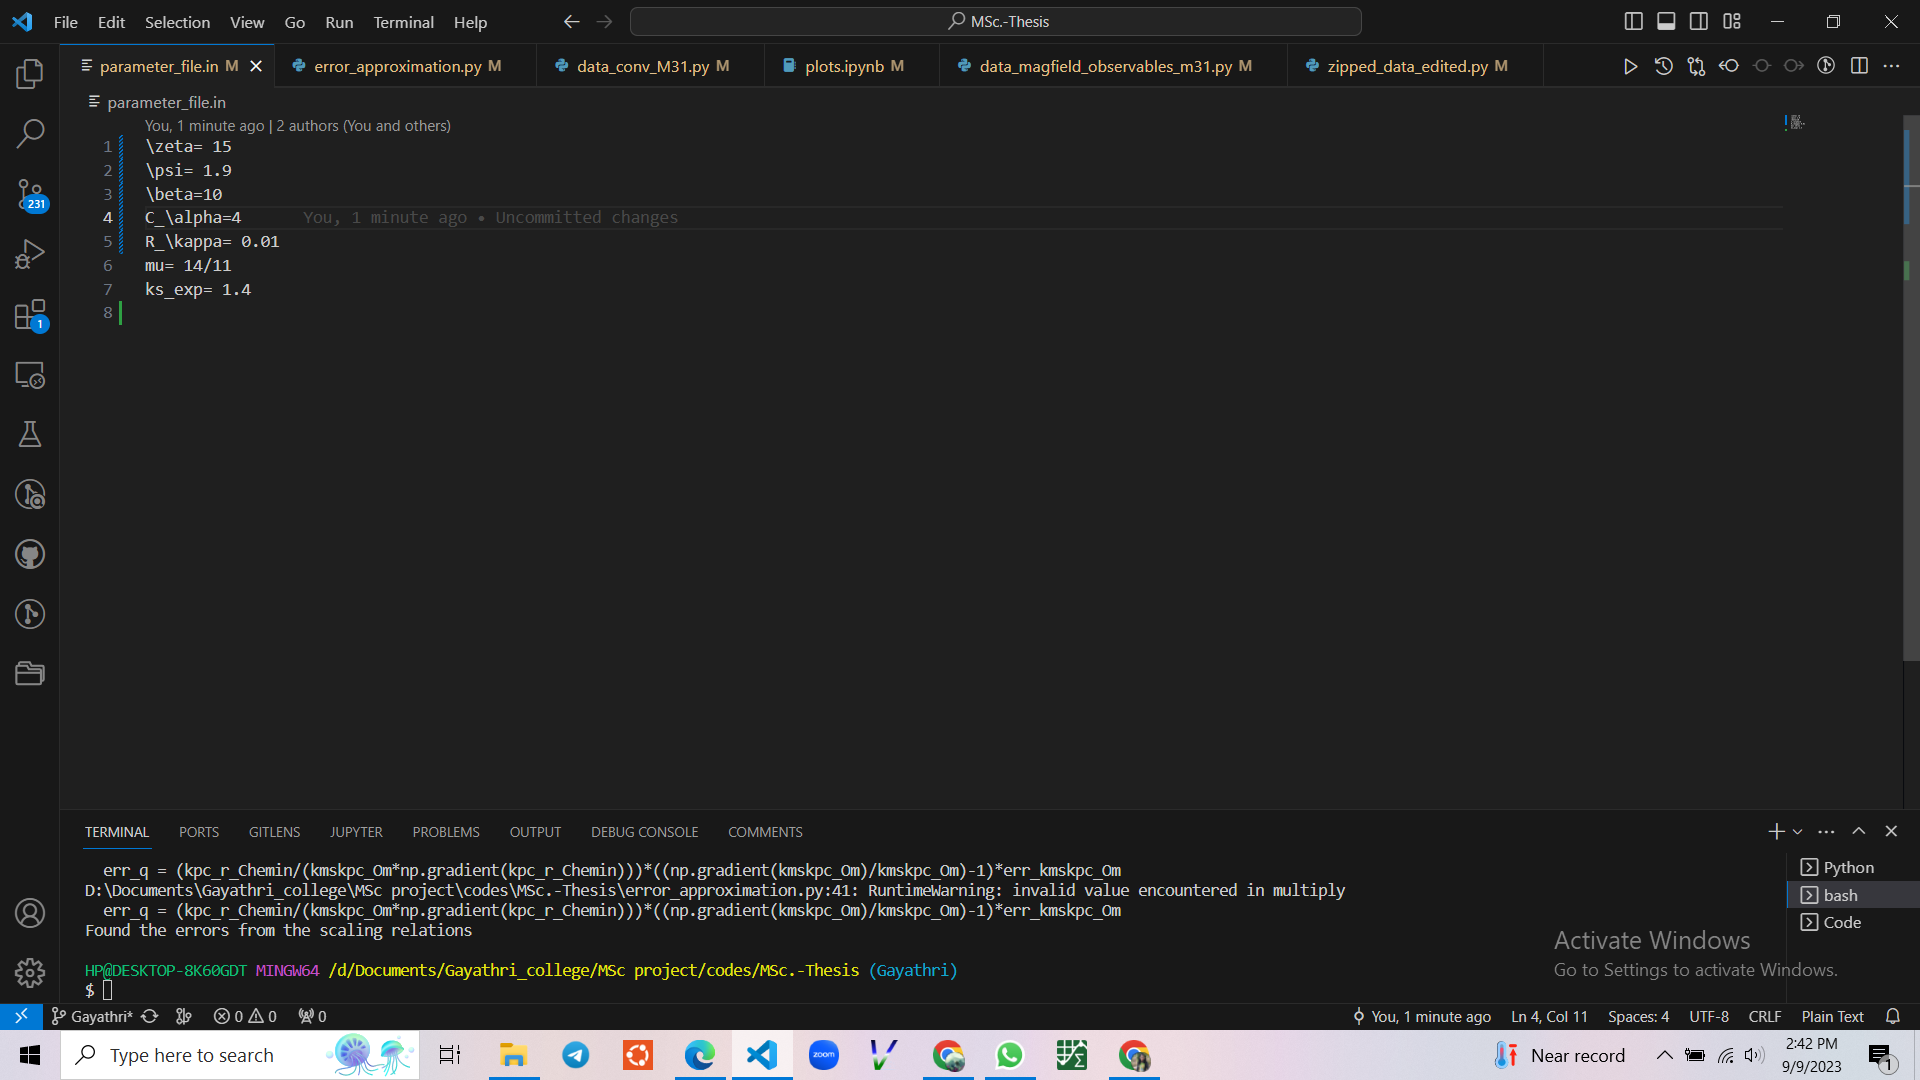 File Edit Selection View Go Run Terminal Help
MSc.-Thesis
parameter_file.in M error_approximation.py M data_conv_M31.py M plots.ipynb M data_magfield_observables_m31.py M zipped_data_edited.py M
parameter_file.in
You, 1 minute ago | 2 authors (You and others)
1 \zeta= 15
2 \psi= 1.9
3 \beta=10
4 C_\alpha=4 You, 1 minute ago • Uncommitted changes
5 R_\kappa= 0.01
6 mu= 14/11
7 ks_exp= 1.4
8
231
1
TERMINAL PORTS GITLENS JUPYTER PROBLEMS OUTPUT DEBUG CONSOLE COMMENTS
err_q = (kpc_r_Chemin/(kmskpc_Om*np.gradient(kpc_r_Chemin)))*((np.gradient(kmskpc_Om)/kmskpc_Om)-1)*err_kmskpc_Om
D:\Documents\Gayathri_college\MSc project\codes\MSc.-Thesis\error_approximation.py:41: RuntimeWarning: invalid value encountered in multiply
err_q = (kpc_r_Chemin/(kmskpc_Om*np.gradient(kpc_r_Chemin)))*((np.gradient(kmskpc_Om)/kmskpc_Om)-1)*err_kmskpc_Om
Found the errors from the scaling relations
HP@DESKTOP-8K60GDT MINGW64 /d/Documents/Gayathri_college/MSc project/codes/MSc.-Thesis (Gayathri)
$
Python
bash
Code
Activate Windows
Go to Settings to activate Windows.
Gayathri* 0 0 0 You, 1 minute ago Ln 4, Col 11 Spaces: 4 UTF-8 CRLF Plain Text
Type here to search
zoom
Near record
2:42 PM
9/9/2023
1